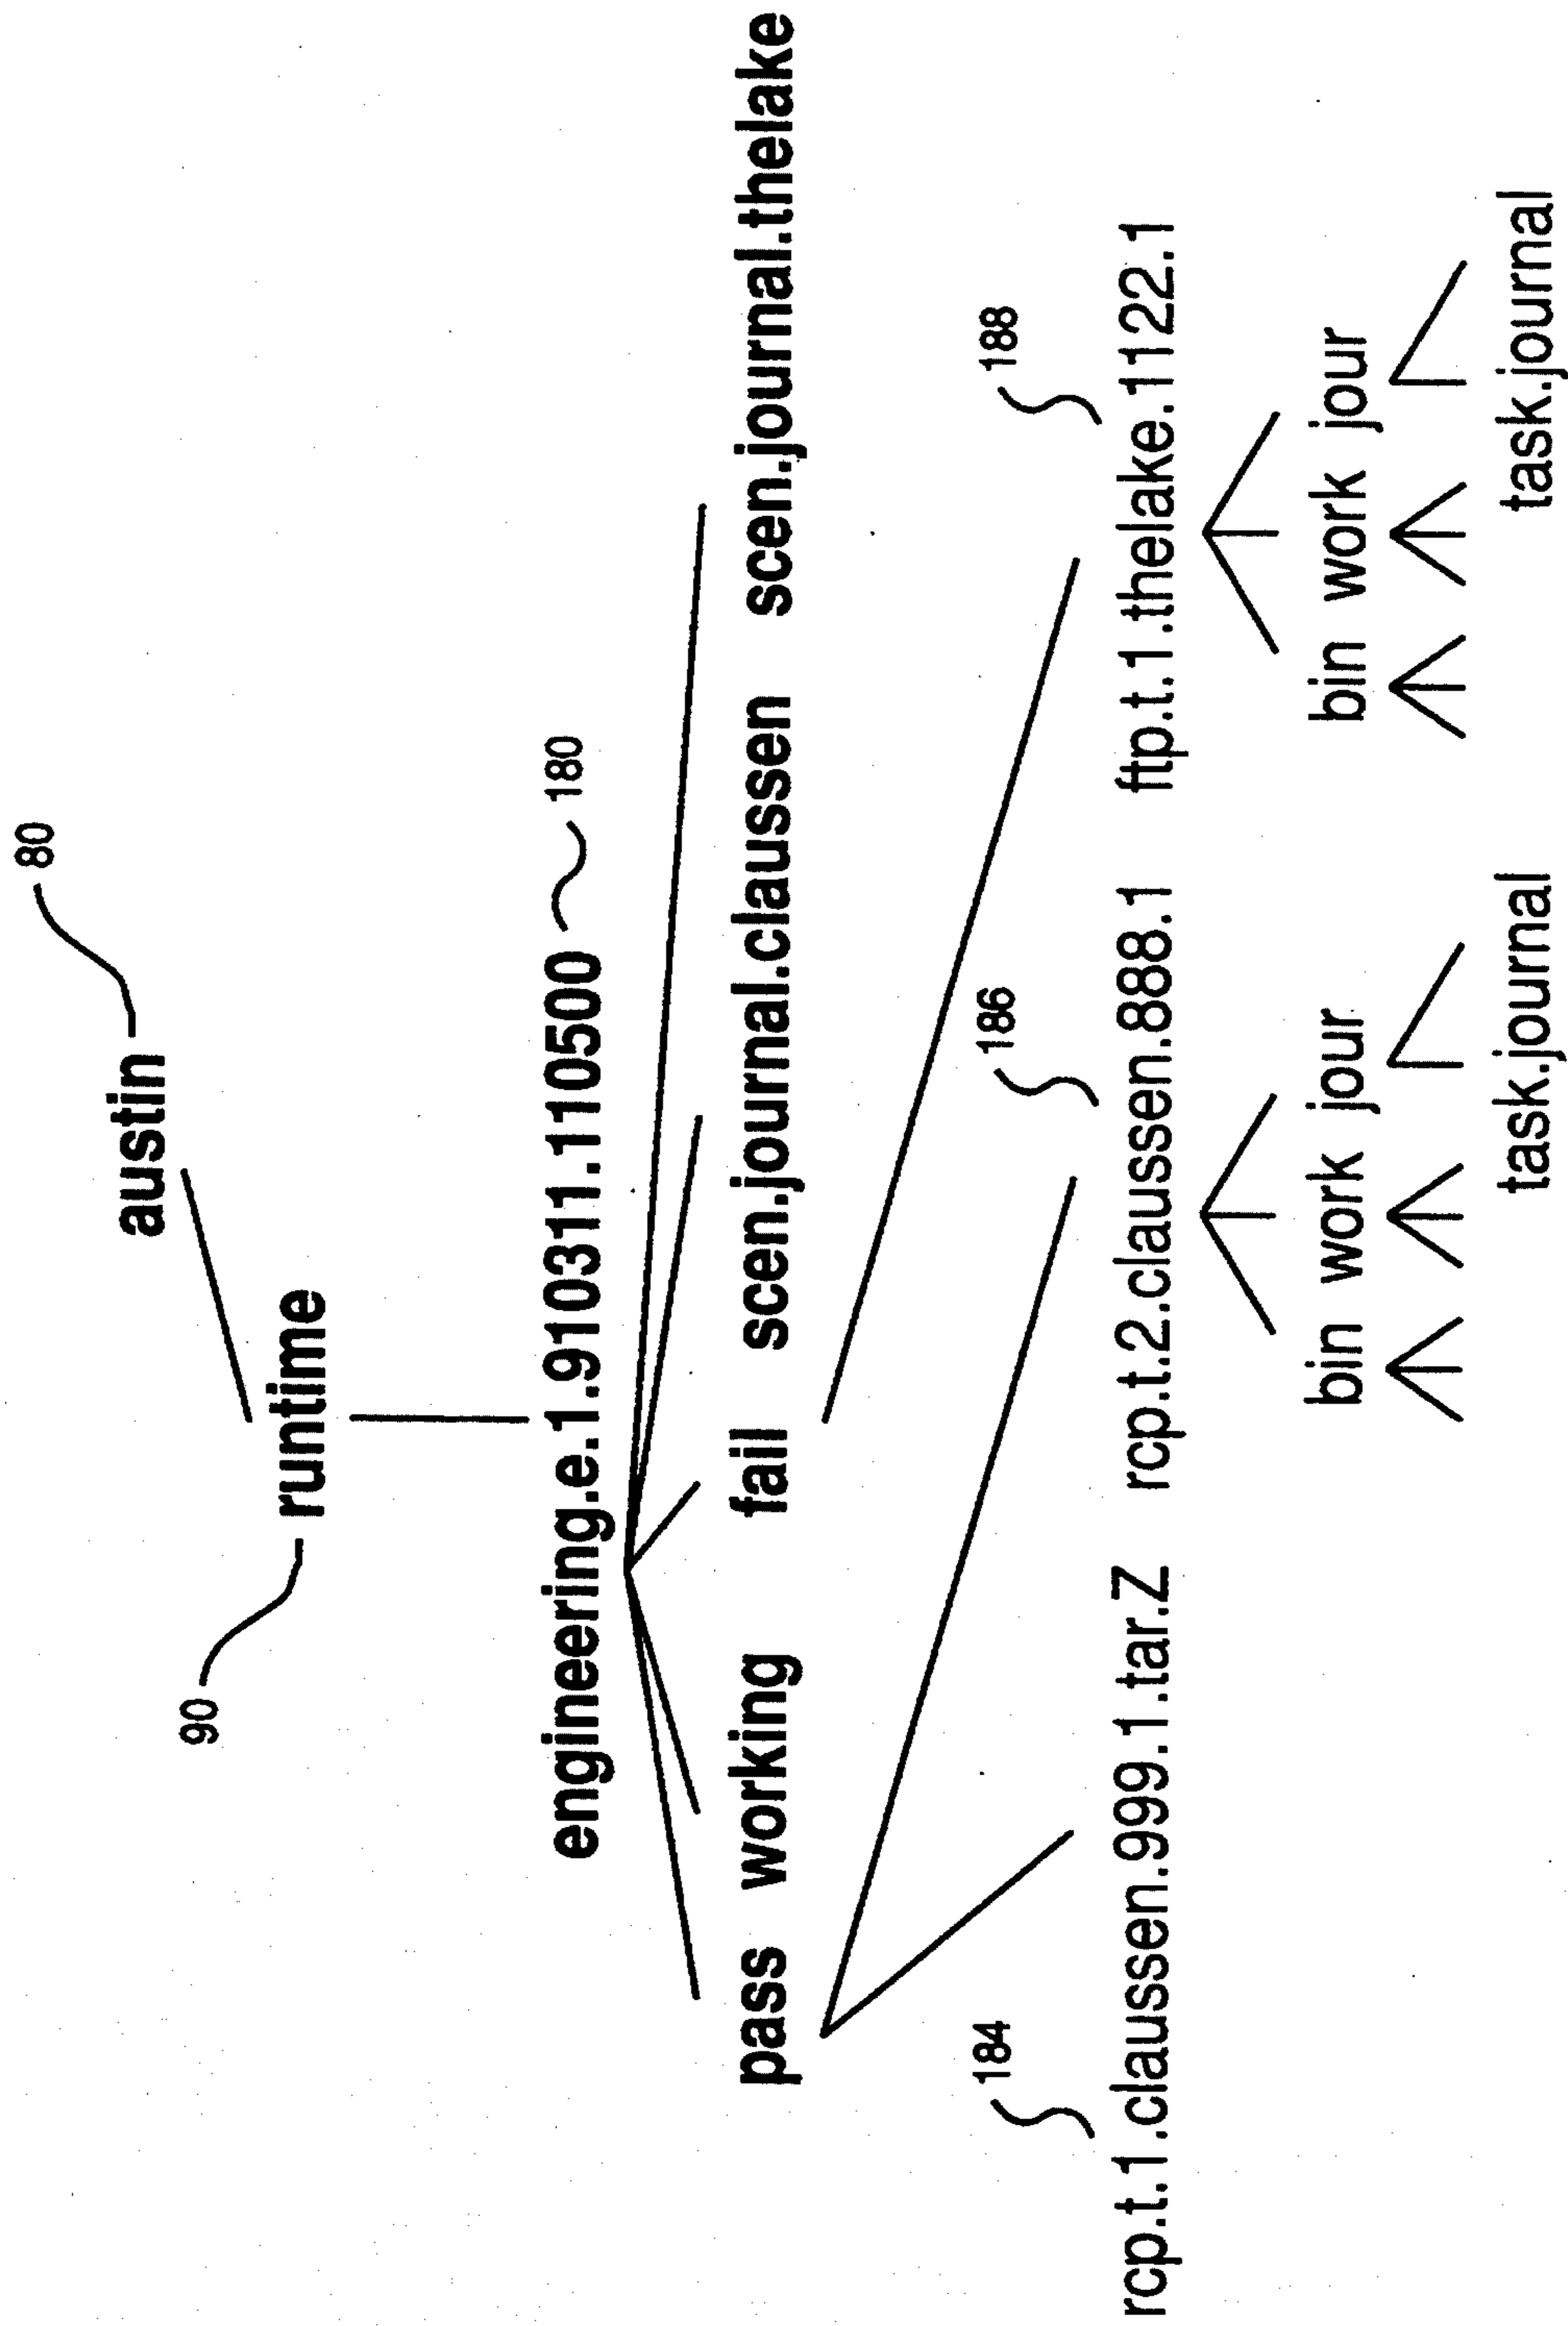 80
austin
90
runtime
engineering.e.1.910311.110500 180
pass working fail scen.journal.claussen scen.journal.thelake
184 186 188
rcp.t.1.claussen.999.1.tar.Z rcp.t.2.claussen.888.1 ftp.t.1.thelake.1122.1
bin work jour bin work jour
task.journal task.journal